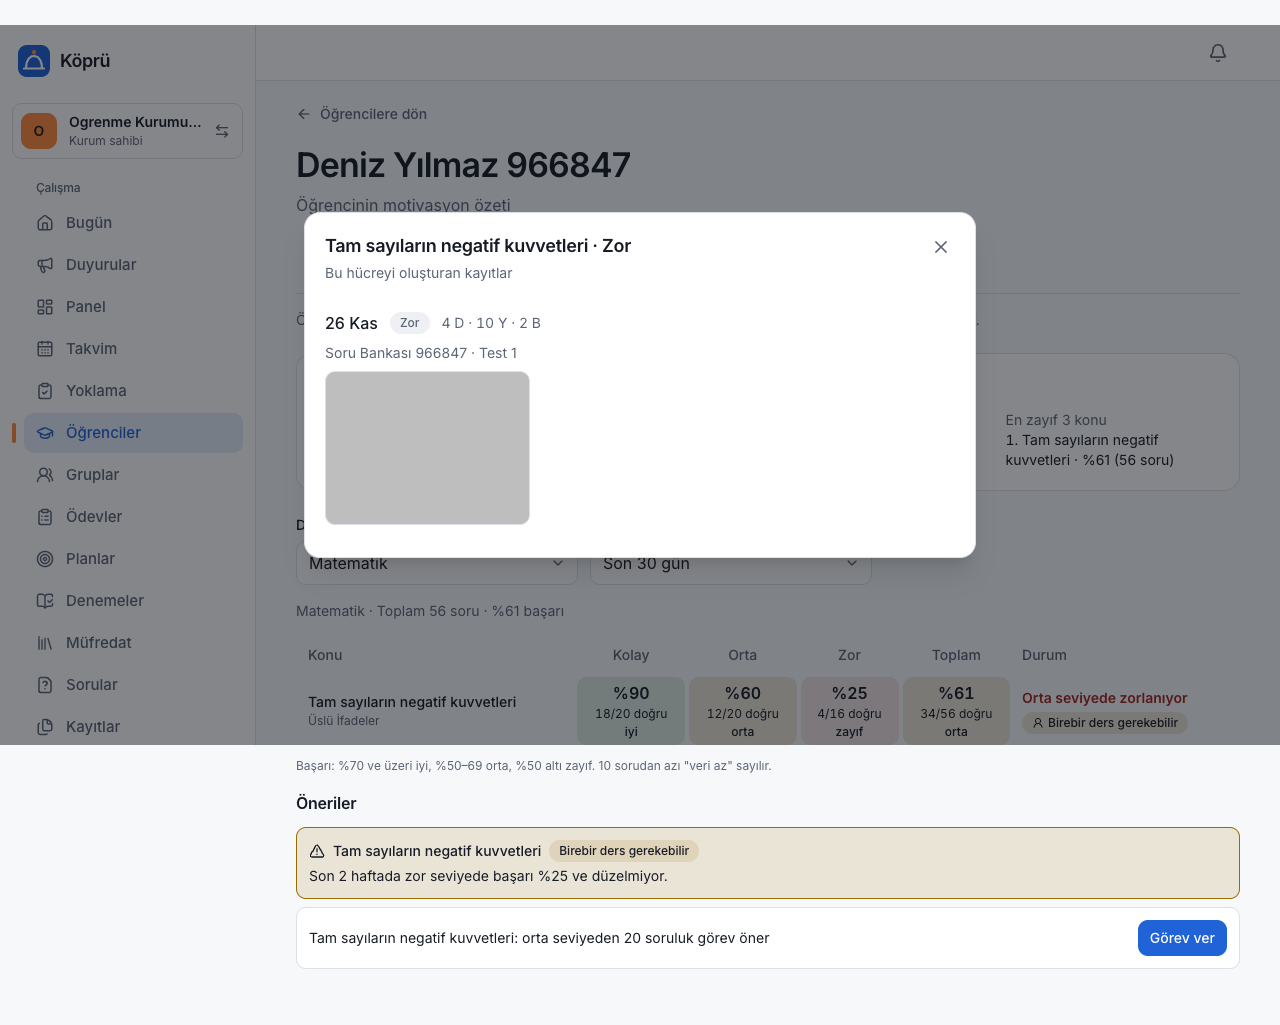 Köprü
O
Ogrenme Kurumu...
Kurum sahibi
Çalışma
Bugün
Duyurular
Panel
Takvim
Yoklama
Öğrenciler
Gruplar
Ödevler
Planlar
Denemeler
Müfredat
Sorular
Kayıtlar
Öğrencilere dön
Deniz Yılmaz 966847
Öğrencinin motivasyon özeti
Tam sayıların negatif kuvvetleri · Zor
Bu hücreyi oluşturan kayıtlar
26 Kas Zor 4 D · 10 Y · 2 B
Soru Bankası 966847 · Test 1
En zayıf 3 konu
1. Tam sayıların negatif
kuvvetleri · %61 (56 soru)
Matematik Son 30 gün
Matematik · Toplam 56 soru · %61 başarı
Konu Kolay Orta Zor Toplam Durum
Tam sayıların negatif kuvvetleri
Üslü İfadeler
%90
18/20 doğru
iyi
%60
12/20 doğru
orta
%25
4/16 doğru
zayıf
%61
34/56 doğru
orta
Orta seviyede zorlanıyor
Birebir ders gerekebilir
Başarı: %70 ve üzeri iyi, %50–69 orta, %50 altı zayıf. 10 sorudan azı "veri az" sayılır.
Öneriler
Tam sayıların negatif kuvvetleri Birebir ders gerekebilir
Son 2 haftada zor seviyede başarı %25 ve düzelmiyor.
Tam sayıların negatif kuvvetleri: orta seviyeden 20 soruluk görev öner
Görev ver